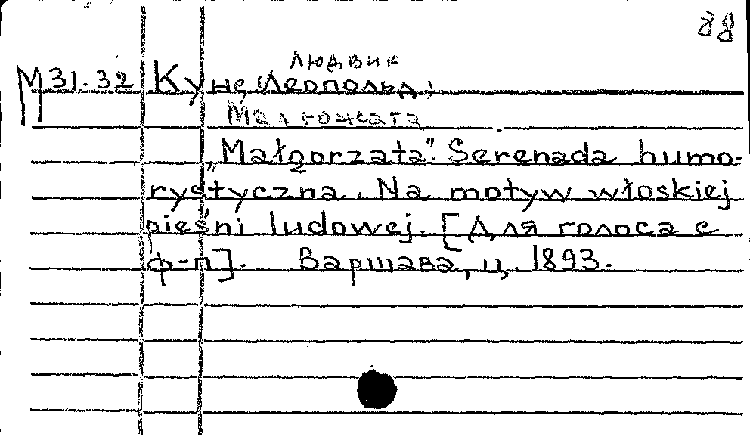 88
Людвик
М31.32 Кунe, Леопольд;
Малгожата
„Małgorzata". Serenada humo-
rystyczna. Na motyw włoskiej
pieśni ludowej. [Для голоса с
ф-п]. Варшава, ц. 1893.